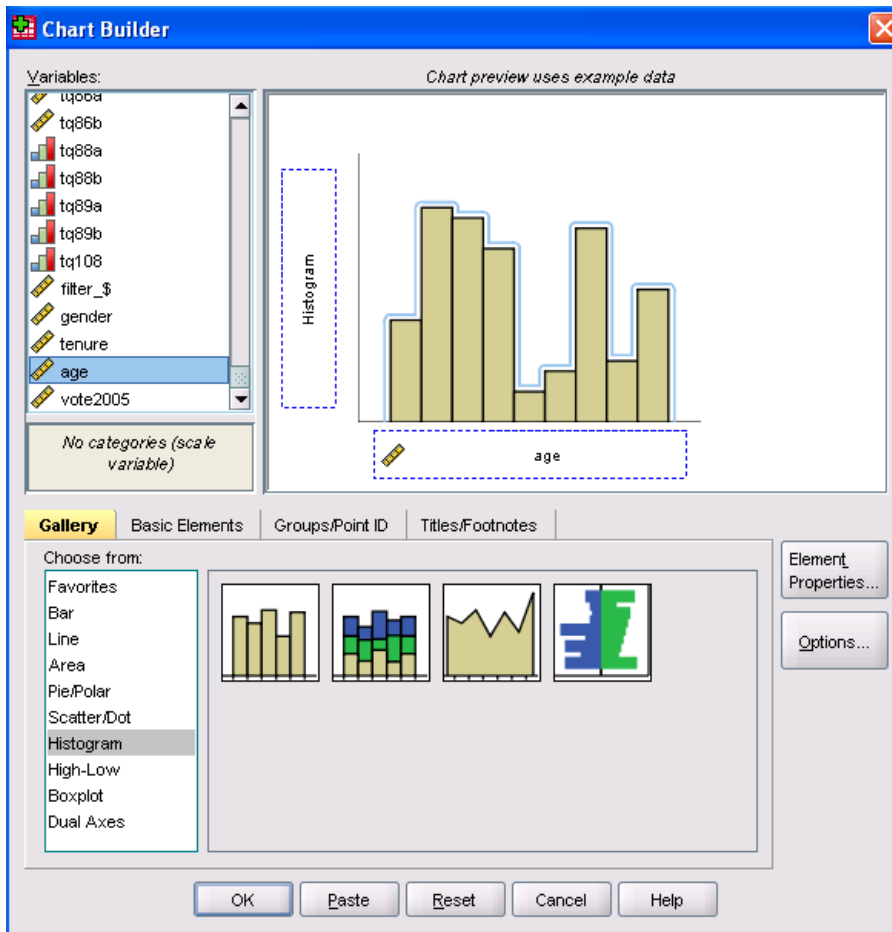 Chart Builder
Variables:
Chart preview uses example data
tq86a
tq86b
tq88a
tq88b
tq89a
tq89b
tq108
filter_$
gender
tenure
age
vote2005
No categories (scale
variable)
Histogram
age
Gallery
Basic Elements
Groups/Point ID
Titles/Footnotes
Choose from:
Favorites
Bar
Line
Area
Pie/Polar
Scatter/Dot
Histogram
High-Low
Boxplot
Dual Axes
Element
Properties...
Options...
OK
Paste
Reset
Cancel
Help